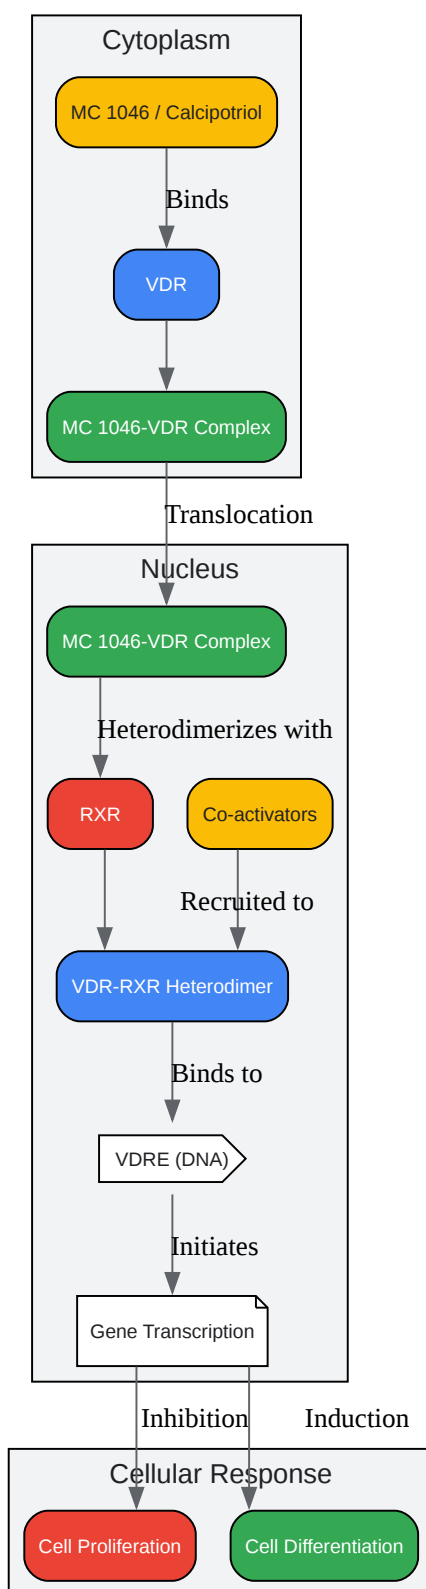 Cytoplasm
MC 1046 / Calcipotriol
Binds
VDR
MC 1046-VDR Complex
Translocation
Nucleus
MC 1046-VDR Complex
Heterodimerizes with
RXR
Co-activators
Recruited to
VDR-RXR Heterodimer
Binds to
VDRE (DNA)
Initiates
Gene Transcription
Inhibition
Induction
Cellular Response
Cell Proliferation
Cell Differentiation